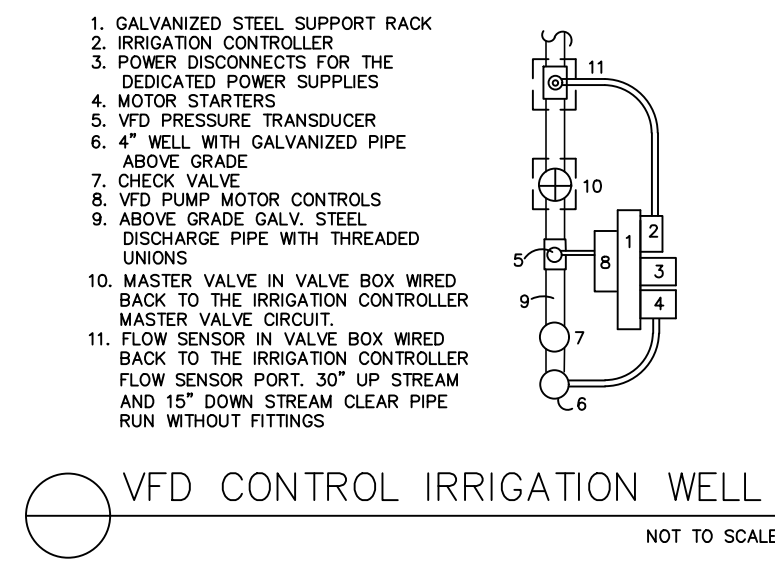 1. GALVANIZED STEEL SUPPORT RACK
2. IRRIGATION CONTROLLER
3. POWER DISCONNECTS FOR THE
DEDICATED POWER SUPPLIES
4. MOTOR STARTERS
5. VFD PRESSURE TRANSDUCER
6. 4" WELL WITH GALVANIZED PIPE
ABOVE GRADE
7. CHECK VALVE
8. VFD PUMP MOTOR CONTROLS
9. ABOVE GRADE GALV. STEEL
DISCHARGE PIPE WITH THREADED
UNIONS
10. MASTER VALVE IN VALVE BOX WIRED
BACK TO THE IRRIGATION CONTROLLER
MASTER VALVE CIRCUIT.
11. FLOW SENSOR IN VALVE BOX WIRED
BACK TO THE IRRIGATION CONTROLLER
FLOW SENSOR PORT. 30" UP STREAM
AND 15" DOWN STREAM CLEAR PIPE
RUN WITHOUT FITTINGS
11
10
2
1
5
8
3
9
4
7
6
VFD CONTROL IRRIGATION WELL
NOT TO SCALE